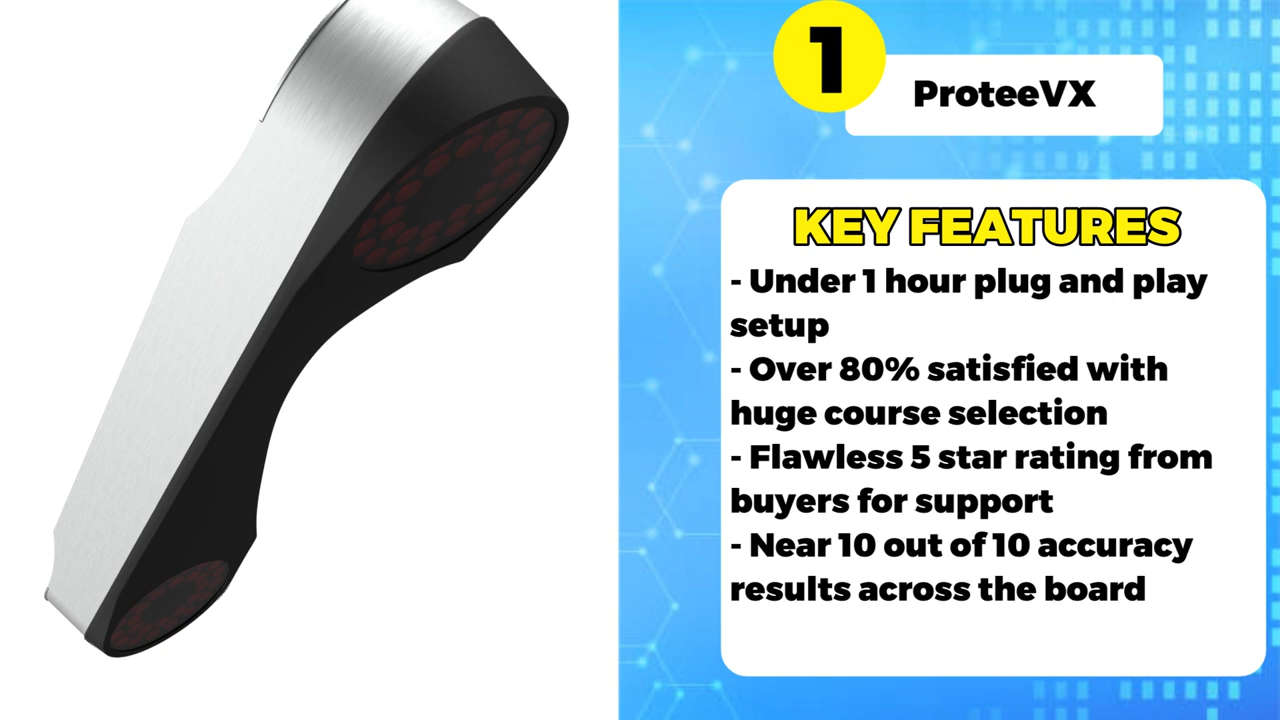 1
ProteeVX
KEY FEATURES
- Under 1 hour plug and play
setup
- Over 80% satisfied with
huge course selection
- Flawless 5 star rating from
buyers for support
- Near 10 out of 10 accuracy
results across the board